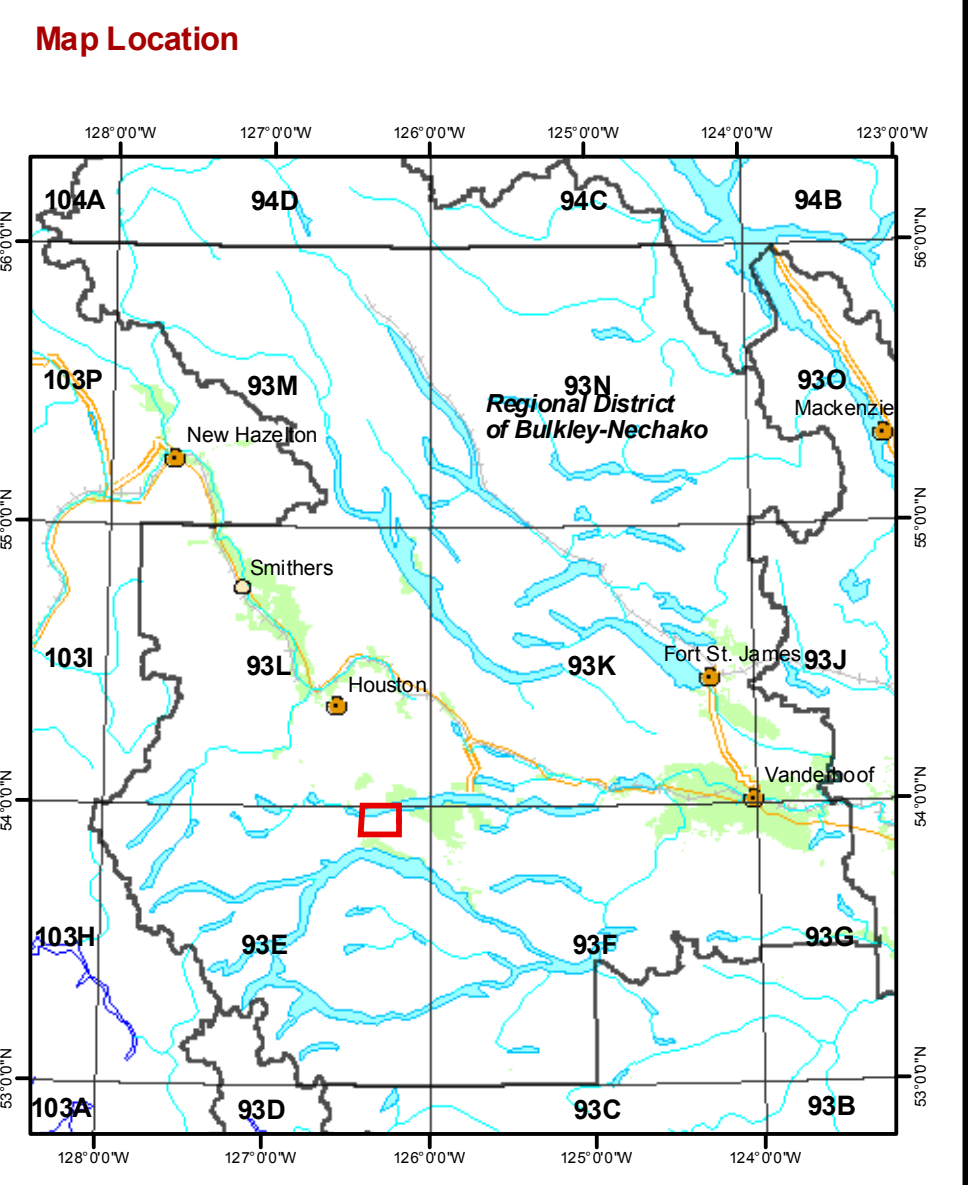 Map Location
128°0'0"W
127°0'0"W
126°0'0"W
125°0'0"W
124°0'0"W
123°0'0"W
104A
94D
94C
94B
56°0'0"N
56°0'0"N
103P
93M
93N
93O
Regional District
of Bulkley-Nechako
Mackenzie
New Hazelton
55°0'0"N
55°0'0"N
Smithers
103I
93L
93K
Fort St. James
93J
Houston
Vanderhoof
54°0'0"N
54°0'0"N
103H
93E
93F
93G
53°0'0"N
53°0'0"N
103A
93D
93C
93B
128°0'0"W
127°0'0"W
126°0'0"W
125°0'0"W
124°0'0"W